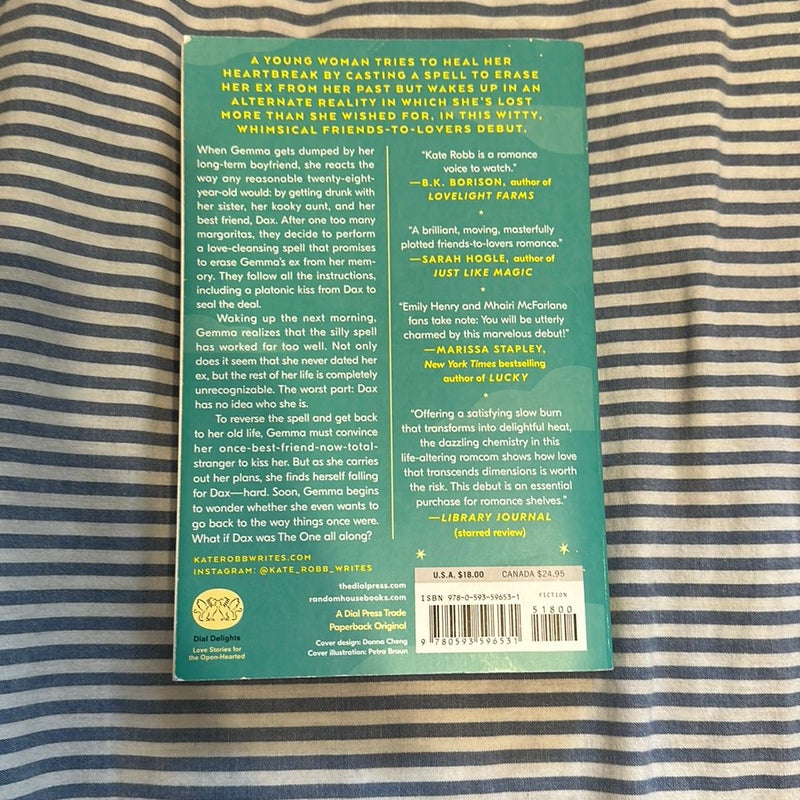 A YOUNG WOMAN TRIES TO HEAL HER
HEARTBREAK BY CASTING A SPELL TO ERASE
HER EX FROM HER PAST BUT WAKES UP IN AN
ALTERNATE REALITY IN WHICH SHE'S LOST
MORE THAN SHE WISHED FOR, IN THIS WITTY,
WHIMSICAL FRIENDS-TO-LOVERS DEBUT.
When Gemma gets dumped by her
long-term boyfriend, she reacts the
way any reasonable twenty-eight-
year-old would: by getting drunk with
her sister, her kooky aunt, and her
best friend, Dax. After one too many
margaritas, they decide to perform
a love-cleansing spell that promises
to erase Gemma's ex from her mem-
ory. They follow all the instructions,
including a platonic kiss from Dax to
seal the deal.
Waking up the next morning,
Gemma realizes that the silly spell
has worked far too well. Not only
does it seem that she never dated her
ex, but the rest of her life is completely
unrecognizable. The worst part: Dax
has no idea who she is.
To reverse the spell and get back
to her old life, Gemma must convince
her once-best-friend-now-total-
stranger to kiss her. But as she carries
out her plans, she finds herself falling
for Dax—hard. Soon, Gemma begins
to wonder whether she even wants to
go back to the way things once were.
What if Dax was The One all along?
"Kate Robb is a romance
voice to watch."
—B.K. BORISON, author of
LOVELIGHT FARMS
"A brilliant, moving, masterfully
plotted friends-to-lovers romance."
—SARAH HOGLE, author of
JUST LIKE MAGIC
"Emily Henry and Mhairi McFarlane
fans take note: You will be utterly
charmed by this marvelous debut!"
—MARISSA STAPLEY,
New York Times bestselling
author of LUCKY
"Offering a satisfying slow burn
that transforms into delightful heat,
the dazzling chemistry in this
life-altering romcom shows how love
that transcends dimensions is worth
the risk. This debut is an essential
purchase for romance shelves."
—LIBRARY JOURNAL
(starred review)
KATEROBBWRITES.COM
INSTAGRAM: @KATE_ROBB_WRITES
Dial Delights
Love Stories for
the Open-Hearted
thedialpress.com
randomhousebooks.com
A Dial Press Trade
Paperback Original
Cover design: Donna Cheng
Cover illustration: Petra Braun
U.S.A. $18.00 CANADA $24.95
ISBN 978-0-593-59653-1
FICTION
51800
9 780593 596531